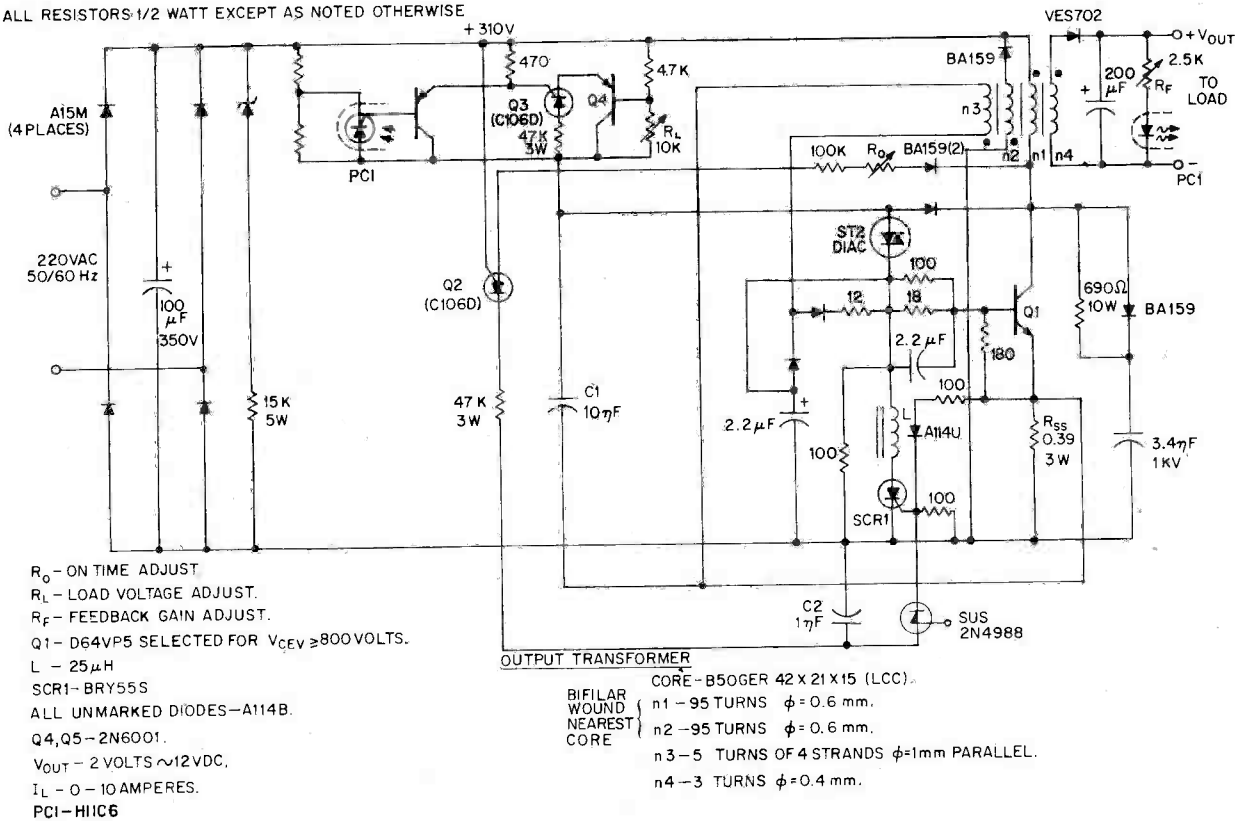 ALL RESISTORS 1/2 WATT EXCEPT AS NOTED OTHERWISE
+310V
VES702
+VOUT
2.5K
TO
LOAD
BA159
200
μF
RF
470
4.7K
A15M
(4 PLACES)
Q3
(C106D)
Q4
47K
3W
RL
10K
n3
n2
n1
n4
PC1
100K
RO
BA159(2)
-
PC1
ST2
DIAC
220VAC
50/60 Hz
100
Q2
(C106D)
+
100
μF
350V
12
18
Q1
690Ω
10W
BA159
2.2μF
180
15K
5W
47K
3W
C1
10ηF
100
+
2.2μF
L
A114U
RSS
0.39
3W
3.4ηF
1KV
100
SCR1
100
C2
1ηF
SUS
2N4988
RO-ON TIME ADJUST
RL-LOAD VOLTAGE ADJUST.
RF-FEEDBACK GAIN ADJUST.
Q1-D64VP5 SELECTED FOR VCEV≥800VOLTS.
L - 25μH
SCR1-BRY55S
ALL UNMARKED DIODES-A114B.
Q4,Q5-2N6001.
VOUT-2 VOLTS∼12VDC.
IL-0-10 AMPERES.
PC1-H11C6
OUTPUT TRANSFORMER
CORE-B50GER 42X21X15 (LCC).
BIFILAR
WOUND
NEAREST
CORE
n1-95 TURNS φ=0.6 mm.
n2-95 TURNS φ=0.6 mm.
n3-5 TURNS OF 4 STRANDS φ=1mm PARALLEL.
n4-3 TURNS φ=0.4 mm.